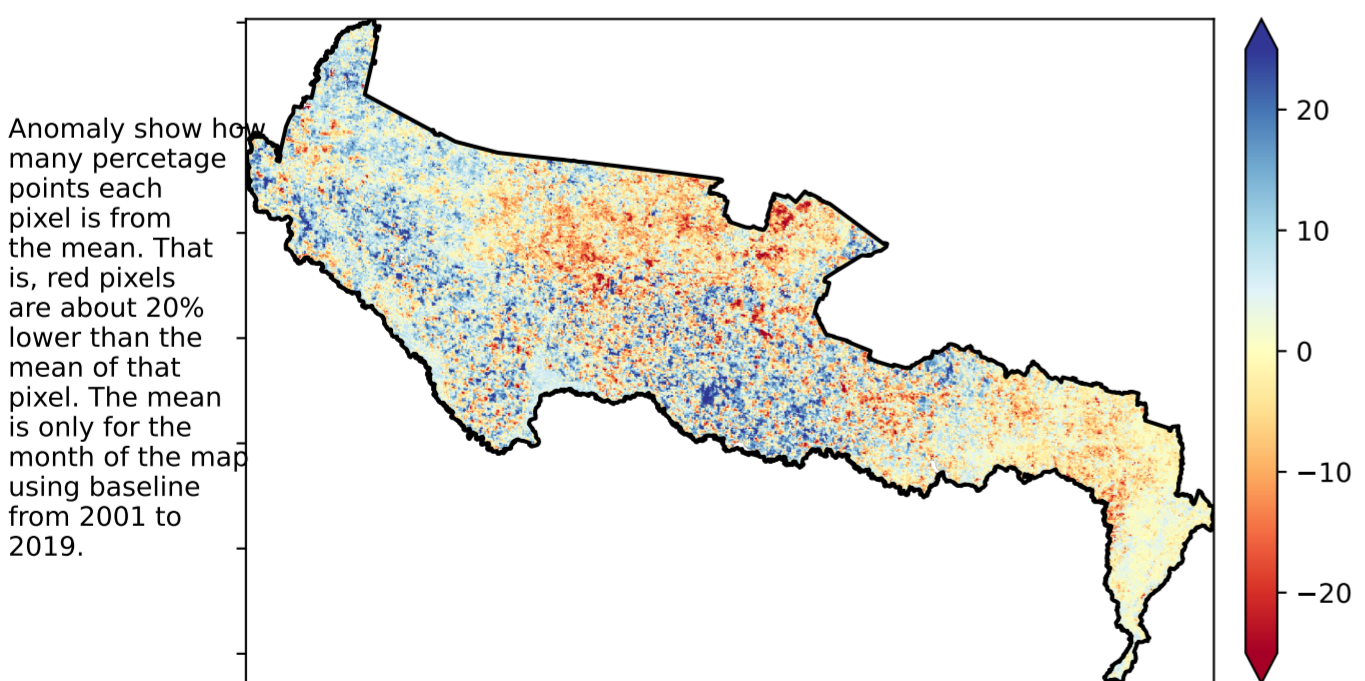 Anomaly show how
many percetage
points each
pixel is from
the mean. That
is, red pixels
are about 20%
lower than the
mean of that
pixel. The mean
is only for the
month of the map
using baseline
from 2001 to
2019.
20
10
0
−10
−20